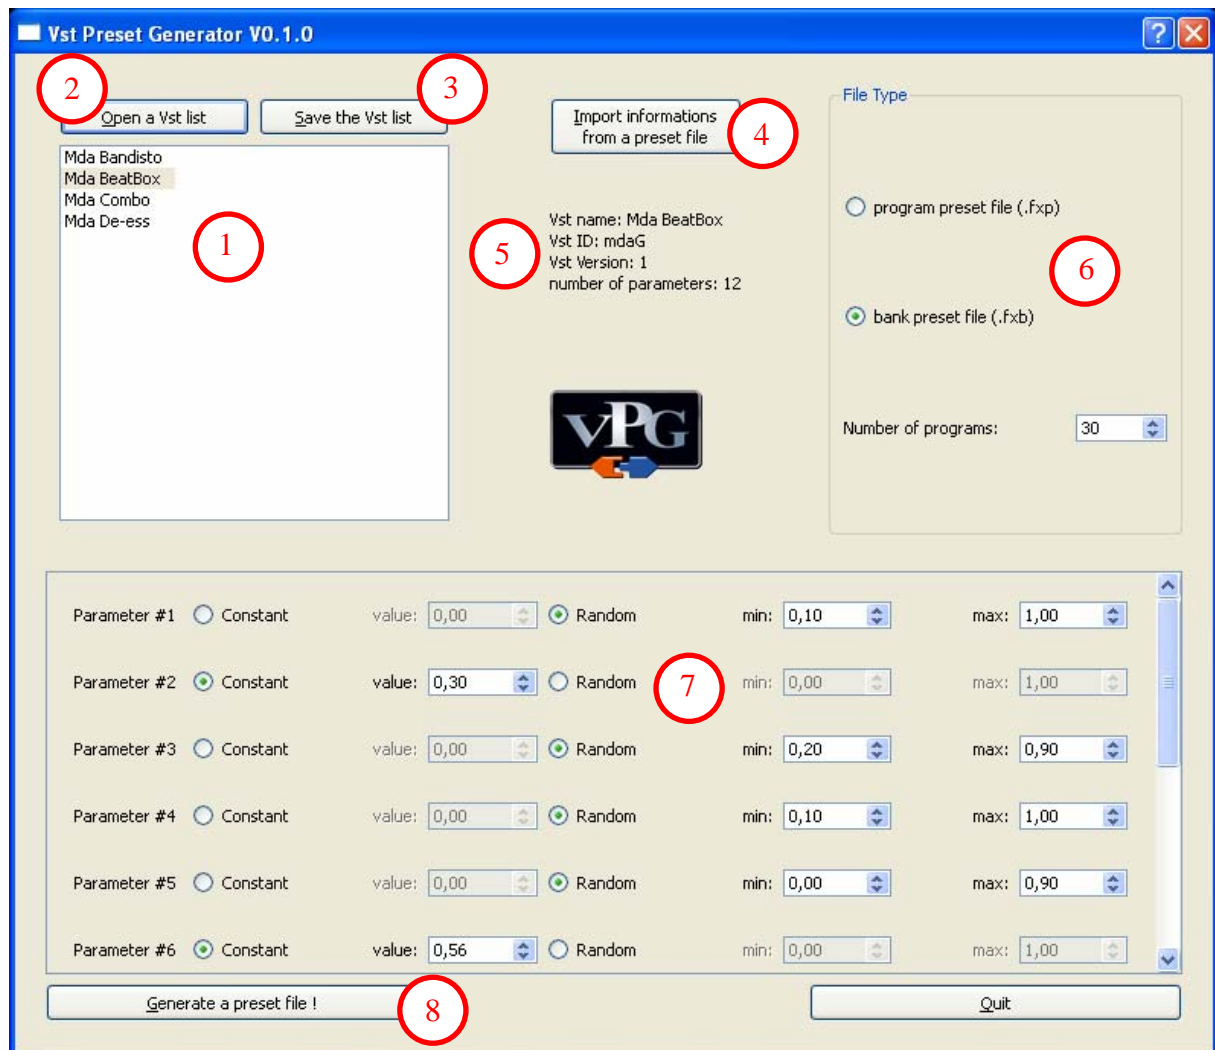 Vst Preset Generator V0.1.0
?
2
3
Open a Vst list
Save the Vst list
Import informations
from a preset file
4
File Type
Mda Bandisto
Mda BeatBox
Mda Combo
Mda De-ess
1
5
Vst name: Mda BeatBox
Vst ID: mdaG
Vst Version: 1
number of parameters: 12
program preset file (.fxp)
6
bank preset file (.fxb)
VPG
Number of programs: 30
Parameter #1 Constant value: 0,00 Random min: 0,10 max: 1,00
Parameter #2 Constant value: 0,30 Random min: 0,00 max: 1,00
7
Parameter #3 Constant value: 0,00 Random min: 0,20 max: 0,90
Parameter #4 Constant value: 0,00 Random min: 0,10 max: 1,00
Parameter #5 Constant value: 0,00 Random min: 0,00 max: 0,90
Parameter #6 Constant value: 0,56 Random min: 0,00 max: 1,00
Generate a preset file !
8
Quit